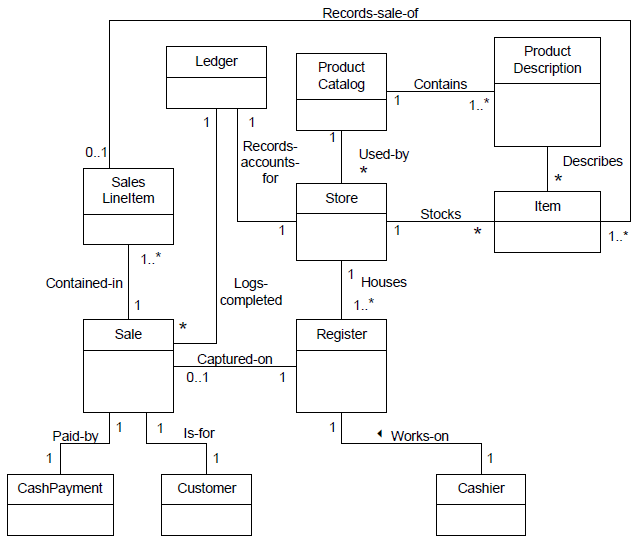 Records-sale-of
Ledger
Product
Catalog
Product
Description
Contains
1
1..*
1
1
1
Records-
accounts-
for
Used-by
*
Describes
*
0..1
Sales
LineItem
Store
Item
Stocks
1
1
*
1..*
1..*
Contained-in
1
Logs-
completed
*
1
Houses
1..*
Sale
Register
Captured-on
0..1
1
1
1
1
Paid-by
Is-for
Works-on
1
1
1
CashPayment
Customer
Cashier